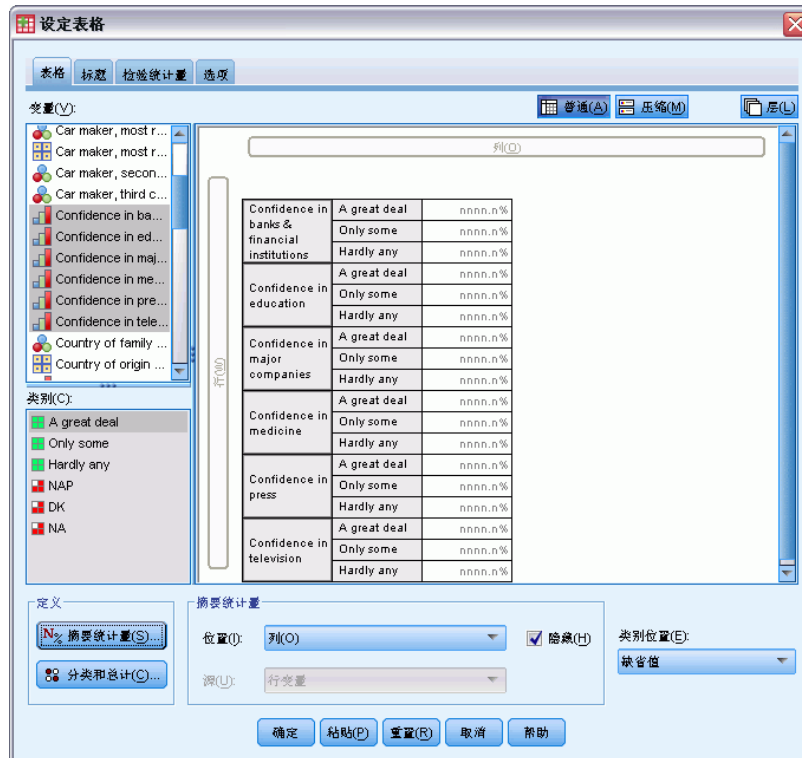 设定表格
表格 标题 检验统计量 选项
变量(V):
普通(A) 压缩(M) 层(L)
Car maker, most r...
Car maker, most r...
Car maker, secon...
Car maker, third c...
Confidence in ba...
Confidence in ed...
Confidence in maj...
Confidence in me...
Confidence in pre...
Confidence in tele...
Country of family ...
Country of origin ...
类别(C):
A great deal
Only some
Hardly any
NAP
DK
NA
列(O)
行(W)
Confidence in banks & financial institutions
A great deal nnnn.n%
Only some nnnn.n%
Hardly any nnnn.n%
Confidence in education
A great deal nnnn.n%
Only some nnnn.n%
Hardly any nnnn.n%
Confidence in major companies
A great deal nnnn.n%
Only some nnnn.n%
Hardly any nnnn.n%
Confidence in medicine
A great deal nnnn.n%
Only some nnnn.n%
Hardly any nnnn.n%
Confidence in press
A great deal nnnn.n%
Only some nnnn.n%
Hardly any nnnn.n%
Confidence in television
A great deal nnnn.n%
Only some nnnn.n%
Hardly any nnnn.n%
定义
N% 摘要统计量(S)...
分类和总计(C)...
摘要统计量
位置(I): 列(O) 隐藏(H)
源(U): 行变量
类别位置(E):
缺省值
确定 粘贴(P) 重置(R) 取消 帮助